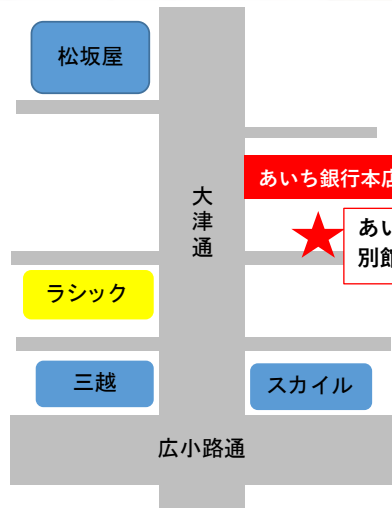 松坂屋
大津通
あいち銀行本店
あい
別館
ラシック
三越
スカイル
広小路通